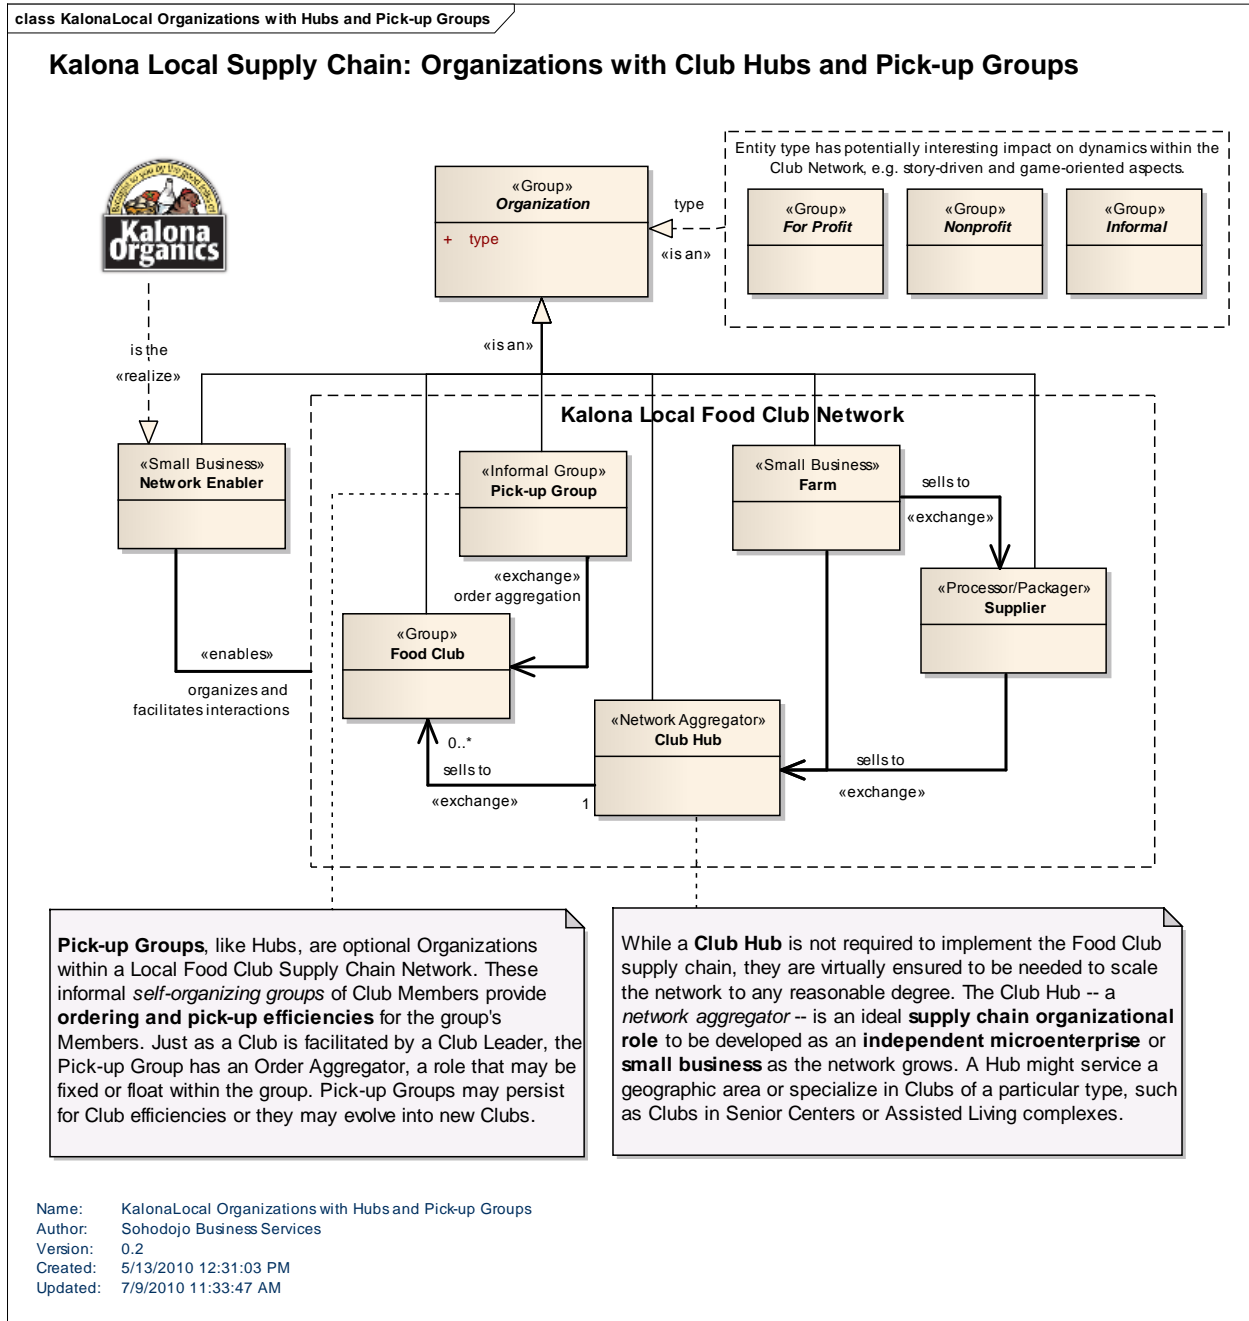 class KalonaLocal Organizations with Hubs and Pick-up Groups
Kalona Local Supply Chain: Organizations with Club Hubs and Pick-up Groups
Brought to you by the good folks of
Kalona
Organics
«Group»
Organization
+ type
type
«is an»
Entity type has potentially interesting impact on dynamics within the
Club Network, e.g. story-driven and game-oriented aspects.
«Group»
For Profit
«Group»
Nonprofit
«Group»
Informal
is the
«realize»
«is an»
Kalona Local Food Club Network
«Small Business»
Network Enabler
«Informal Group»
Pick-up Group
«Small Business»
Farm
sells to
«exchange»
«exchange»
order aggregation
«Processor/Packager»
Supplier
«Group»
Food Club
«enables»
organizes and
facilitates interactions
«Network Aggregator»
Club Hub
0..*
sells to
«exchange»
1
sells to
«exchange»
Pick-up Groups, like Hubs, are optional Organizations
within a Local Food Club Supply Chain Network. These
informal self-organizing groups of Club Members provide
ordering and pick-up efficiencies for the group's
Members. Just as a Club is facilitated by a Club Leader, the
Pick-up Group has an Order Aggregator, a role that may be
fixed or float within the group. Pick-up Groups may persist
for Club efficiencies or they may evolve into new Clubs.
While a Club Hub is not required to implement the Food Club
supply chain, they are virtually ensured to be needed to scale
the network to any reasonable degree. The Club Hub -- a
network aggregator -- is an ideal supply chain organizational
role to be developed as an independent microenterprise or
small business as the network grows. A Hub might service a
geographic area or specialize in Clubs of a particular type, such
as Clubs in Senior Centers or Assisted Living complexes.
Name: KalonaLocal Organizations with Hubs and Pick-up Groups
Author: Sohodojo Business Services
Version: 0.2
Created: 5/13/2010 12:31:03 PM
Updated: 7/9/2010 11:33:47 AM